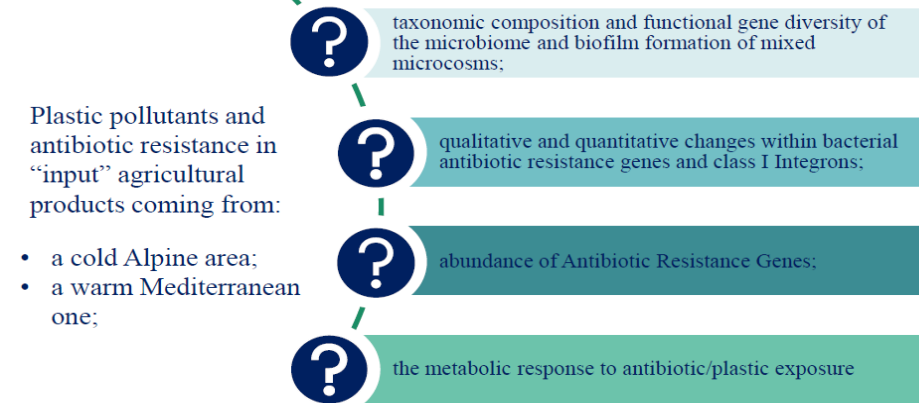 Plastic pollutants and
antibiotic resistance in
“input” agricultural
products coming from:
• a cold Alpine area;
• a warm Mediterranean
one;
?
taxonomic composition and functional gene diversity of
the microbiome and biofilm formation of mixed
microcosms;
?
qualitative and quantitative changes within bacterial
antibiotic resistance genes and class I Integrons;
?
abundance of Antibiotic Resistance Genes;
?
the metabolic response to antibiotic/plastic exposure